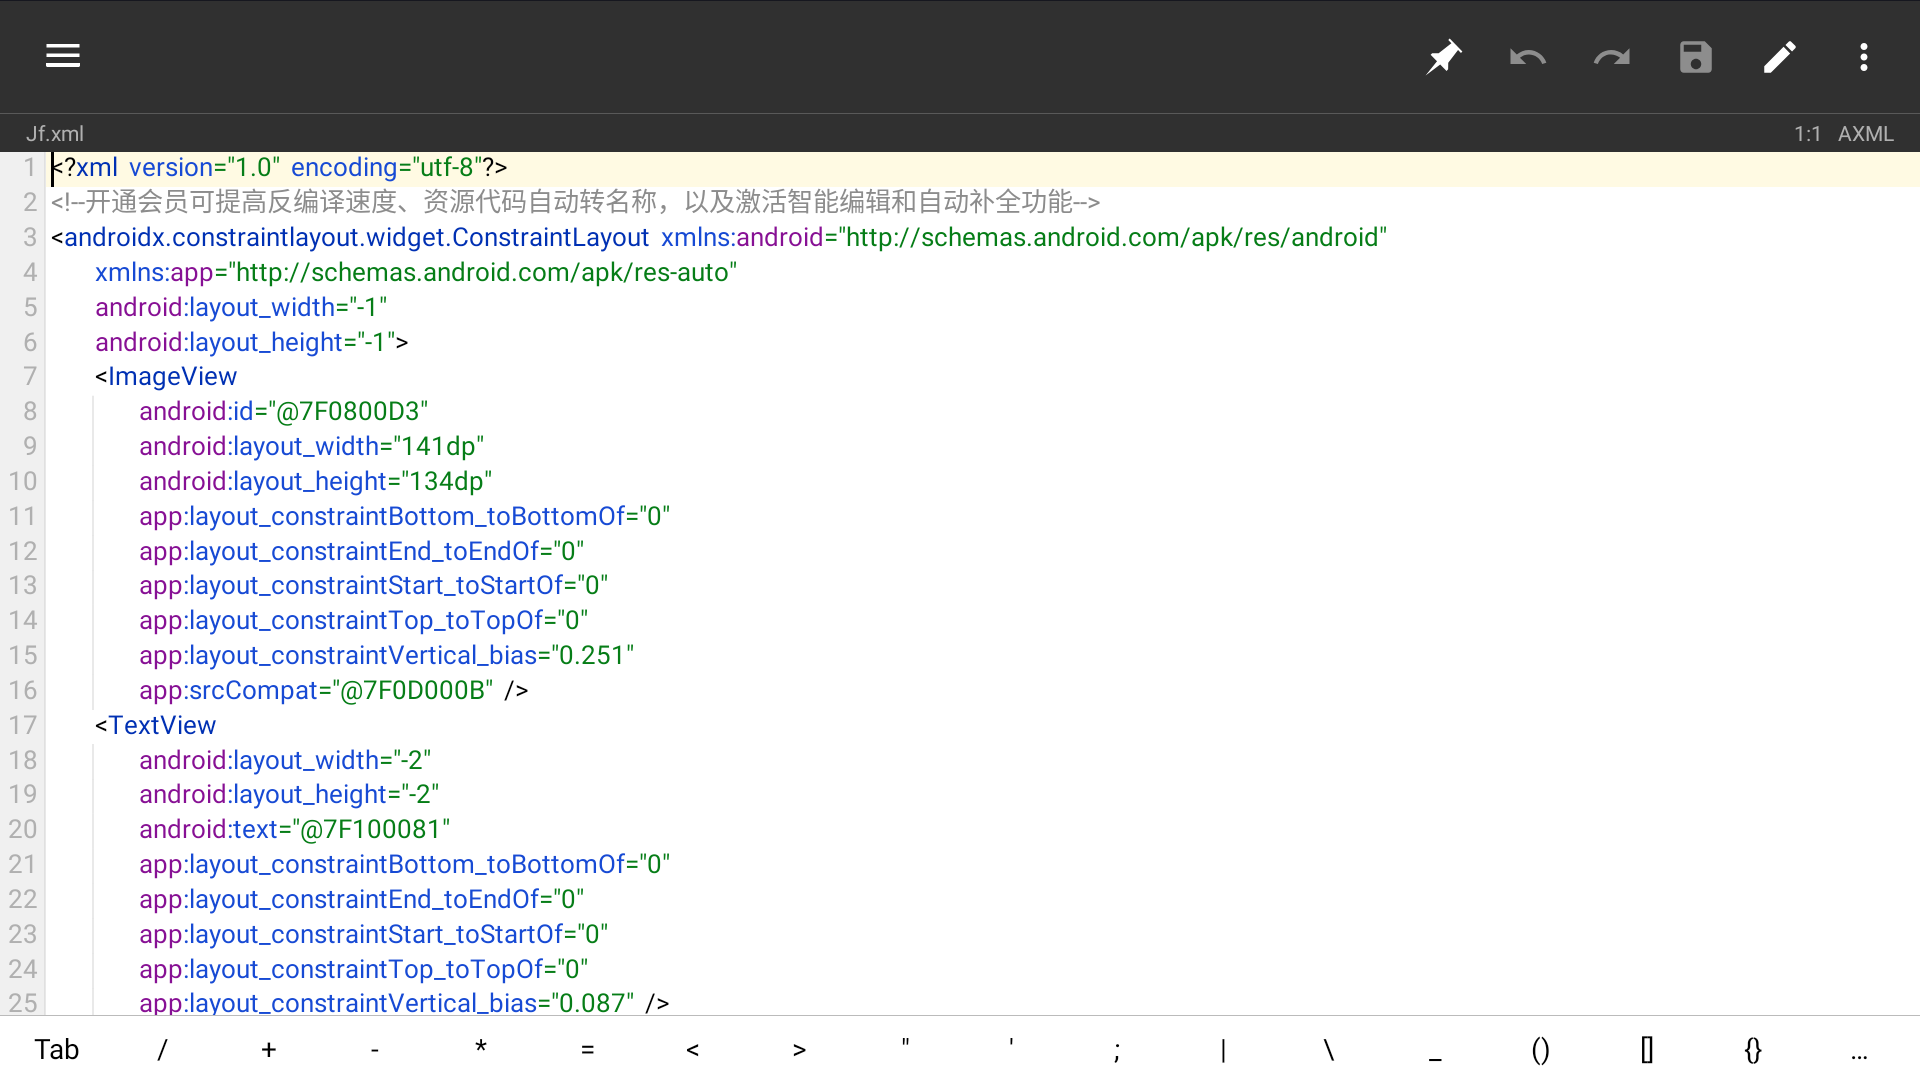 Jf.xml 1:1 AXML
1 <?xml version="1.0" encoding="utf-8"?>
2 <!--开通会员可提高反编译速度、资源代码自动转名称，以及激活智能编辑和自动补全功能-->
3 <androidx.constraintlayout.widget.ConstraintLayout xmlns:android="http://schemas.android.com/apk/res/android"
4 xmlns:app="http://schemas.android.com/apk/res-auto"
5 android:layout_width="-1"
6 android:layout_height="-1">
7 <ImageView
8 android:id="@7F0800D3"
9 android:layout_width="141dp"
10 android:layout_height="134dp"
11 app:layout_constraintBottom_toBottomOf="0"
12 app:layout_constraintEnd_toEndOf="0"
13 app:layout_constraintStart_toStartOf="0"
14 app:layout_constraintTop_toTopOf="0"
15 app:layout_constraintVertical_bias="0.251"
16 app:srcCompat="@7F0D000B" />
17 <TextView
18 android:layout_width="-2"
19 android:layout_height="-2"
20 android:text="@7F100081"
21 app:layout_constraintBottom_toBottomOf="0"
22 app:layout_constraintEnd_toEndOf="0"
23 app:layout_constraintStart_toStartOf="0"
24 app:layout_constraintTop_toTopOf="0"
25 app:layout_constraintVertical_bias="0.087" />
Tab / + - * = < > " ' ; | \ _ () [] {} ...